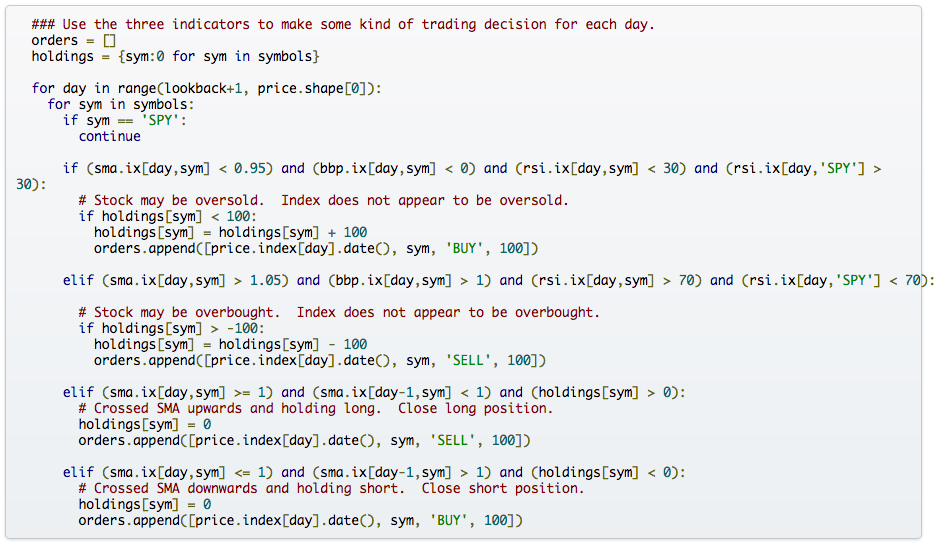 ### Use the three indicators to make some kind of trading decision for each day.
orders = []
holdings = {sym:0 for sym in symbols}
for day in range(lookback+1, price.shape[0]):
for sym in symbols:
if sym == 'SPY':
continue
if (sma.ix[day,sym] < 0.95) and (bbp.ix[day,sym] < 0) and (rsi.ix[day,sym] < 30) and (rsi.ix[day,'SPY'] >
30):
# Stock may be oversold.  Index does not appear to be oversold.
if holdings[sym] < 100:
holdings[sym] = holdings[sym] + 100
orders.append([price.index[day].date(), sym, 'BUY', 100])
elif (sma.ix[day,sym] > 1.05) and (bbp.ix[day,sym] > 1) and (rsi.ix[day,sym] > 70) and (rsi.ix[day,'SPY'] < 70):
# Stock may be overbought.  Index does not appear to be overbought.
if holdings[sym] > -100:
holdings[sym] = holdings[sym] - 100
orders.append([price.index[day].date(), sym, 'SELL', 100])
elif (sma.ix[day,sym] >= 1) and (sma.ix[day-1,sym] < 1) and (holdings[sym] > 0):
# Crossed SMA upwards and holding long.  Close long position.
holdings[sym] = 0
orders.append([price.index[day].date(), sym, 'SELL', 100])
elif (sma.ix[day,sym] <= 1) and (sma.ix[day-1,sym] > 1) and (holdings[sym] < 0):
# Crossed SMA downwards and holding short.  Close short position.
holdings[sym] = 0
orders.append([price.index[day].date(), sym, 'BUY', 100])